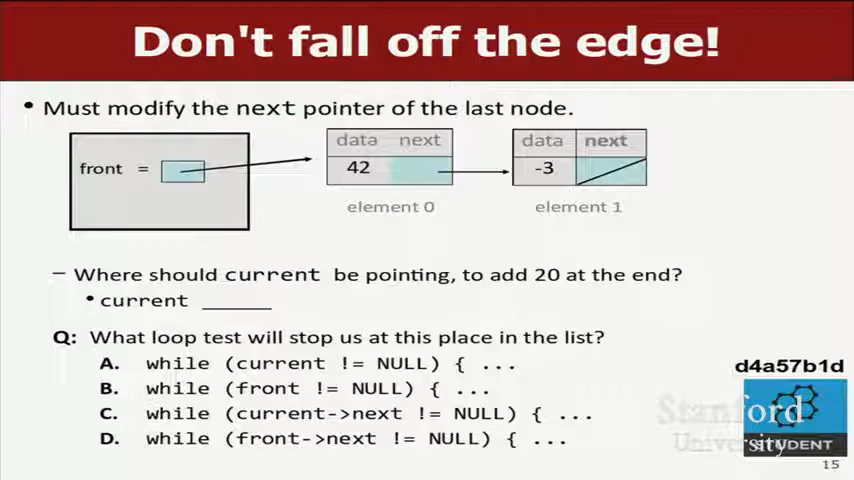 Don't fall off the edge!
• Must modify the next pointer of the last node.
data next data next
front = 42 -3
element 0 element 1
– Where should current be pointing, to add 20 at the end?
• current ______
Q: What loop test will stop us at this place in the list?
A. while (current != NULL) { ...
B. while (front != NULL) { ...
C. while (current->next != NULL) { ...
D. while (front->next != NULL) { ...
d4a57b1d
Stanford
University
STUDENT
15